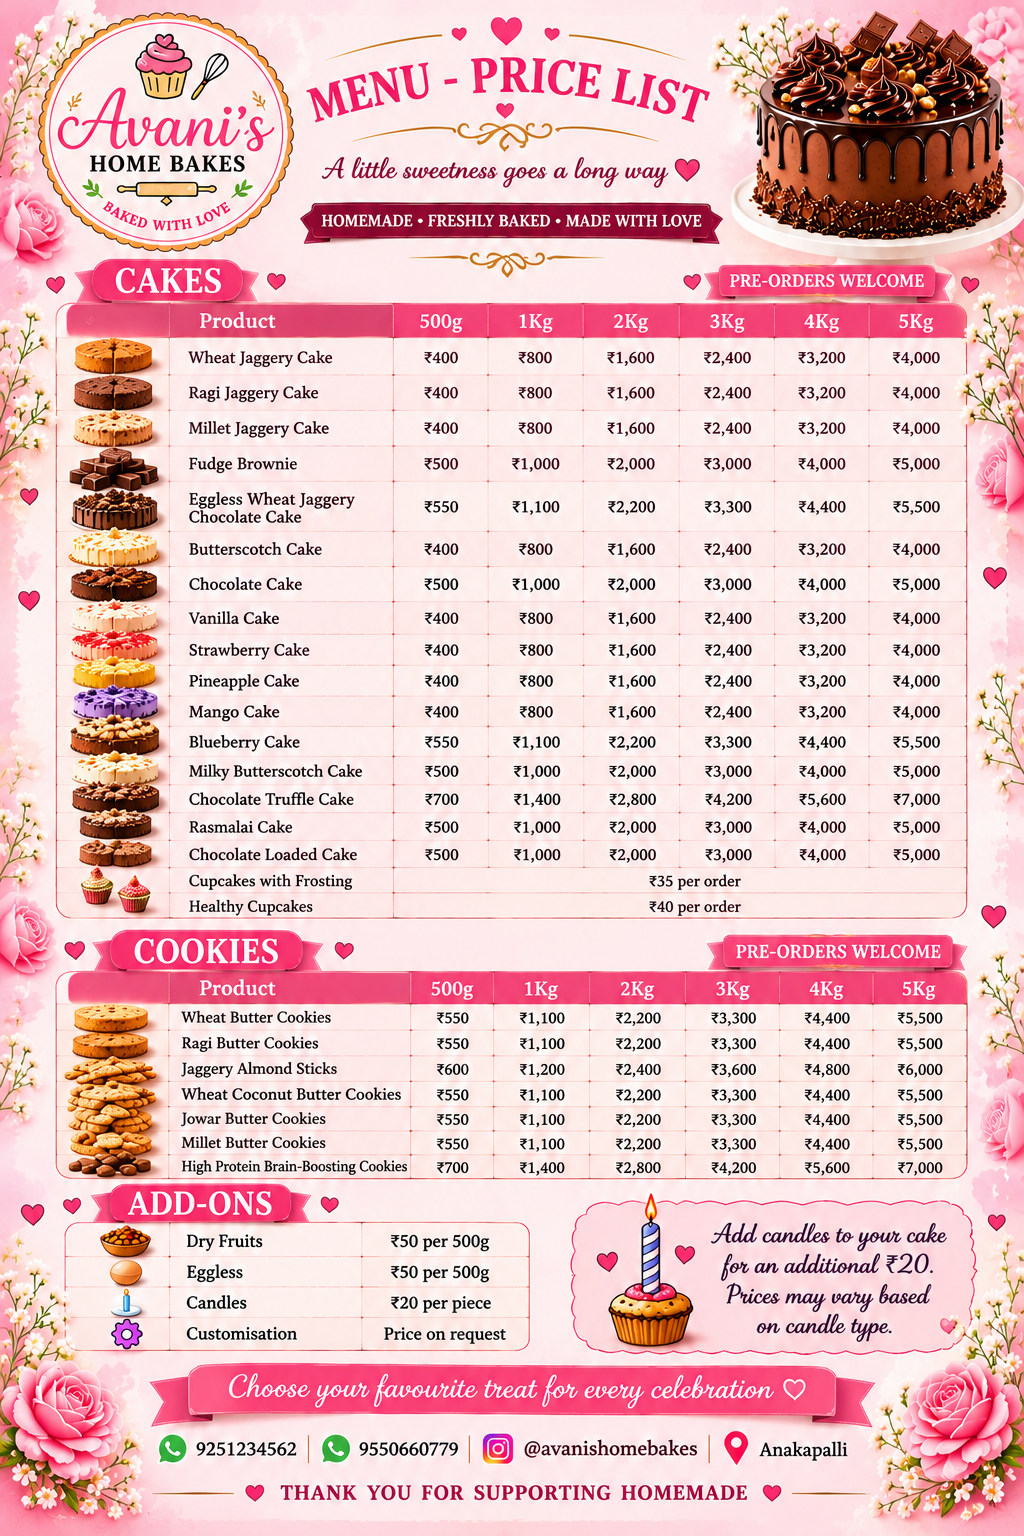 Avani's
HOME BAKES
BAKED WITH LOVE
MENU - PRICE LIST
A little sweetness goes a long way
HOMEMADE • FRESHLY BAKED • MADE WITH LOVE
CAKES
PRE-ORDERS WELCOME
Product 500g 1Kg 2Kg 3Kg 4Kg 5Kg
Wheat Jaggery Cake ₹400 ₹800 ₹1,600 ₹2,400 ₹3,200 ₹4,000
Ragi Jaggery Cake ₹400 ₹800 ₹1,600 ₹2,400 ₹3,200 ₹4,000
Millet Jaggery Cake ₹400 ₹800 ₹1,600 ₹2,400 ₹3,200 ₹4,000
Fudge Brownie ₹500 ₹1,000 ₹2,000 ₹3,000 ₹4,000 ₹5,000
Eggless Wheat Jaggery
Chocolate Cake ₹550 ₹1,100 ₹2,200 ₹3,300 ₹4,400 ₹5,500
Butterscotch Cake ₹400 ₹800 ₹1,600 ₹2,400 ₹3,200 ₹4,000
Chocolate Cake ₹500 ₹1,000 ₹2,000 ₹3,000 ₹4,000 ₹5,000
Vanilla Cake ₹400 ₹800 ₹1,600 ₹2,400 ₹3,200 ₹4,000
Strawberry Cake ₹400 ₹800 ₹1,600 ₹2,400 ₹3,200 ₹4,000
Pineapple Cake ₹400 ₹800 ₹1,600 ₹2,400 ₹3,200 ₹4,000
Mango Cake ₹400 ₹800 ₹1,600 ₹2,400 ₹3,200 ₹4,000
Blueberry Cake ₹550 ₹1,100 ₹2,200 ₹3,300 ₹4,400 ₹5,500
Milky Butterscotch Cake ₹500 ₹1,000 ₹2,000 ₹3,000 ₹4,000 ₹5,000
Chocolate Truffle Cake ₹700 ₹1,400 ₹2,800 ₹4,200 ₹5,600 ₹7,000
Rasmalai Cake ₹500 ₹1,000 ₹2,000 ₹3,000 ₹4,000 ₹5,000
Chocolate Loaded Cake ₹500 ₹1,000 ₹2,000 ₹3,000 ₹4,000 ₹5,000
Cupcakes with Frosting ₹35 per order
Healthy Cupcakes ₹40 per order
COOKIES
PRE-ORDERS WELCOME
Product 500g 1Kg 2Kg 3Kg 4Kg 5Kg
Wheat Butter Cookies ₹550 ₹1,100 ₹2,200 ₹3,300 ₹4,400 ₹5,500
Ragi Butter Cookies ₹550 ₹1,100 ₹2,200 ₹3,300 ₹4,400 ₹5,500
Jaggery Almond Sticks ₹600 ₹1,200 ₹2,400 ₹3,600 ₹4,800 ₹6,000
Wheat Coconut Butter Cookies ₹550 ₹1,100 ₹2,200 ₹3,300 ₹4,400 ₹5,500
Jowar Butter Cookies ₹550 ₹1,100 ₹2,200 ₹3,300 ₹4,400 ₹5,500
Millet Butter Cookies ₹550 ₹1,100 ₹2,200 ₹3,300 ₹4,400 ₹5,500
High Protein Brain-Boosting Cookies ₹700 ₹1,400 ₹2,800 ₹4,200 ₹5,600 ₹7,000
ADD-ONS
Dry Fruits ₹50 per 500g
Eggless ₹50 per 500g
Candles ₹20 per piece
Customisation Price on request
Add candles to your cake
for an additional ₹20.
Prices may vary based
on candle type.
Choose your favourite treat for every celebration
9251234562 9550660779 @avanishomebakes Anakapalli
THANK YOU FOR SUPPORTING HOMEMADE